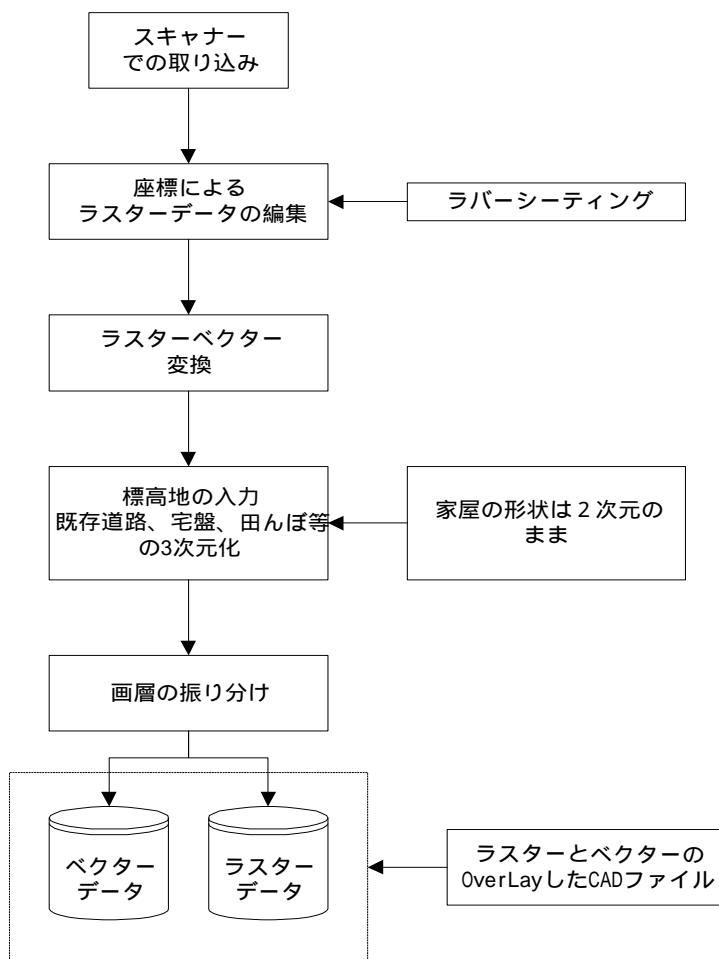 スキャナー
での取り込み
座標による
ラスターデータの編集
ラバーシーティング
ラスターベクター
変換
標高地の入力
既存道路、宅盤、田んぼ等
の3次元化
家屋の形状は２次元の
まま
画層の振り分け
ベクター
データ
ラスター
データ
ラスターとベクターの
OverLayしたCADファイル